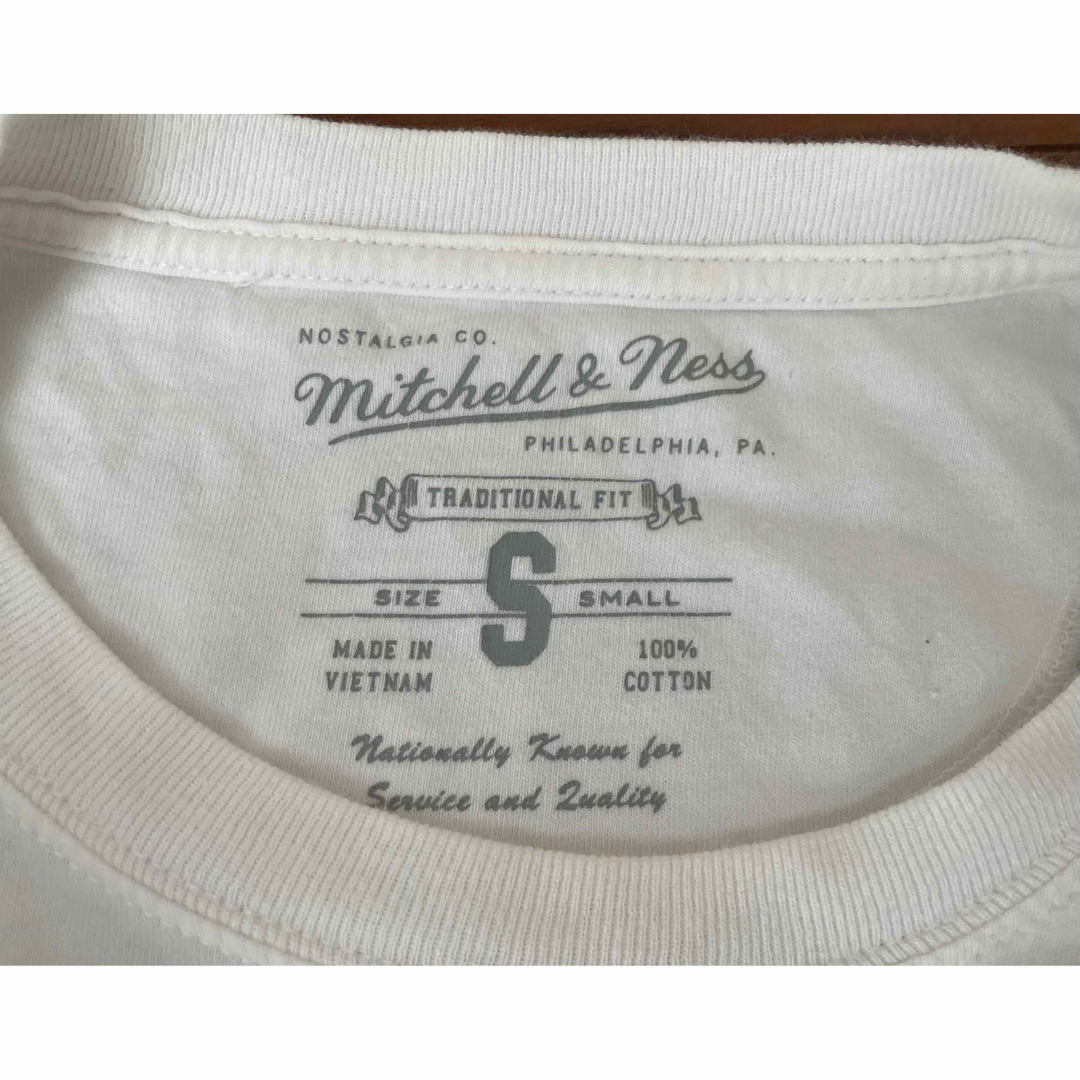 NOSTALGIA CO.
Mitchell & Ness
PHILADELPHIA, PA.
TRADITIONAL FIT
S
SIZE SMALL
MADE IN 100%
VIETNAM COTTON
Nationally Known for
Service and Quality